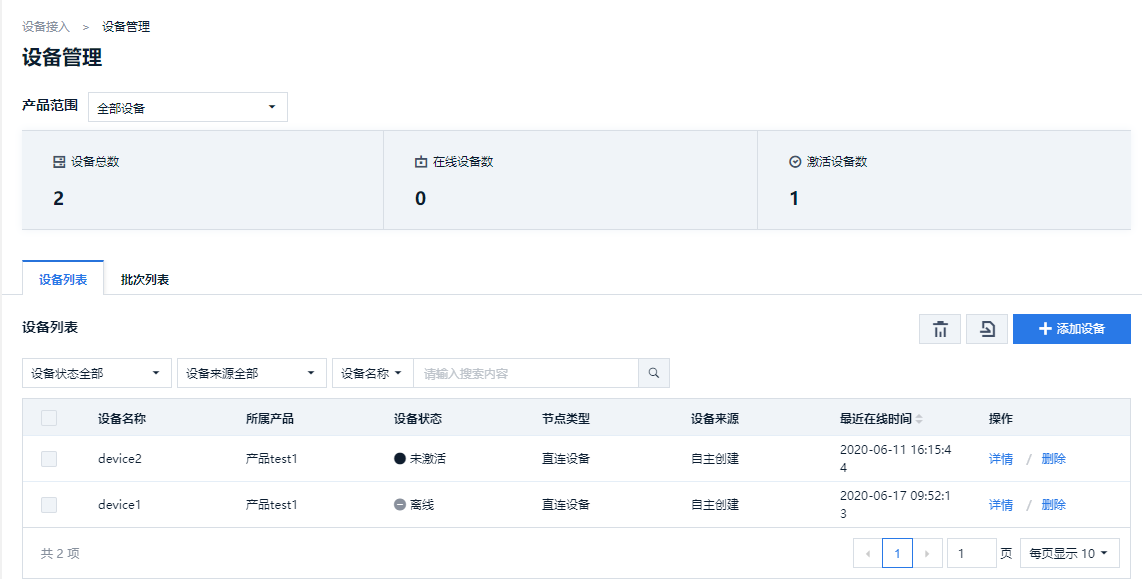 设备接入 > 设备管理
设备管理
产品范围 全部设备
设备总数 在线设备数 激活设备数
2 0 1
设备列表 批次列表
设备列表 添加设备
设备状态全部 设备来源全部 设备名称 请输入搜索内容
设备名称 所属产品 设备状态 节点类型 设备来源 最近在线时间 操作
device2 产品test1 未激活 直连设备 自主创建 2020-06-11 16:15:4 详情 / 删除
4
device1 产品test1 离线 直连设备 自主创建 2020-06-17 09:52:1 详情 / 删除
3
共 2 项 1 1 页 每页显示 10